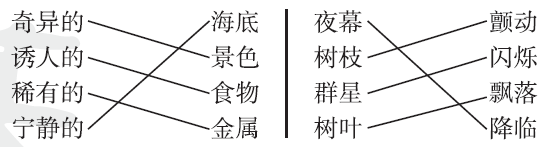 奇异的 海底 夜幕 颤动
诱人的 景色 树枝 闪烁
稀有的 食物 群星 飘落
宁静的 金属 树叶 降临